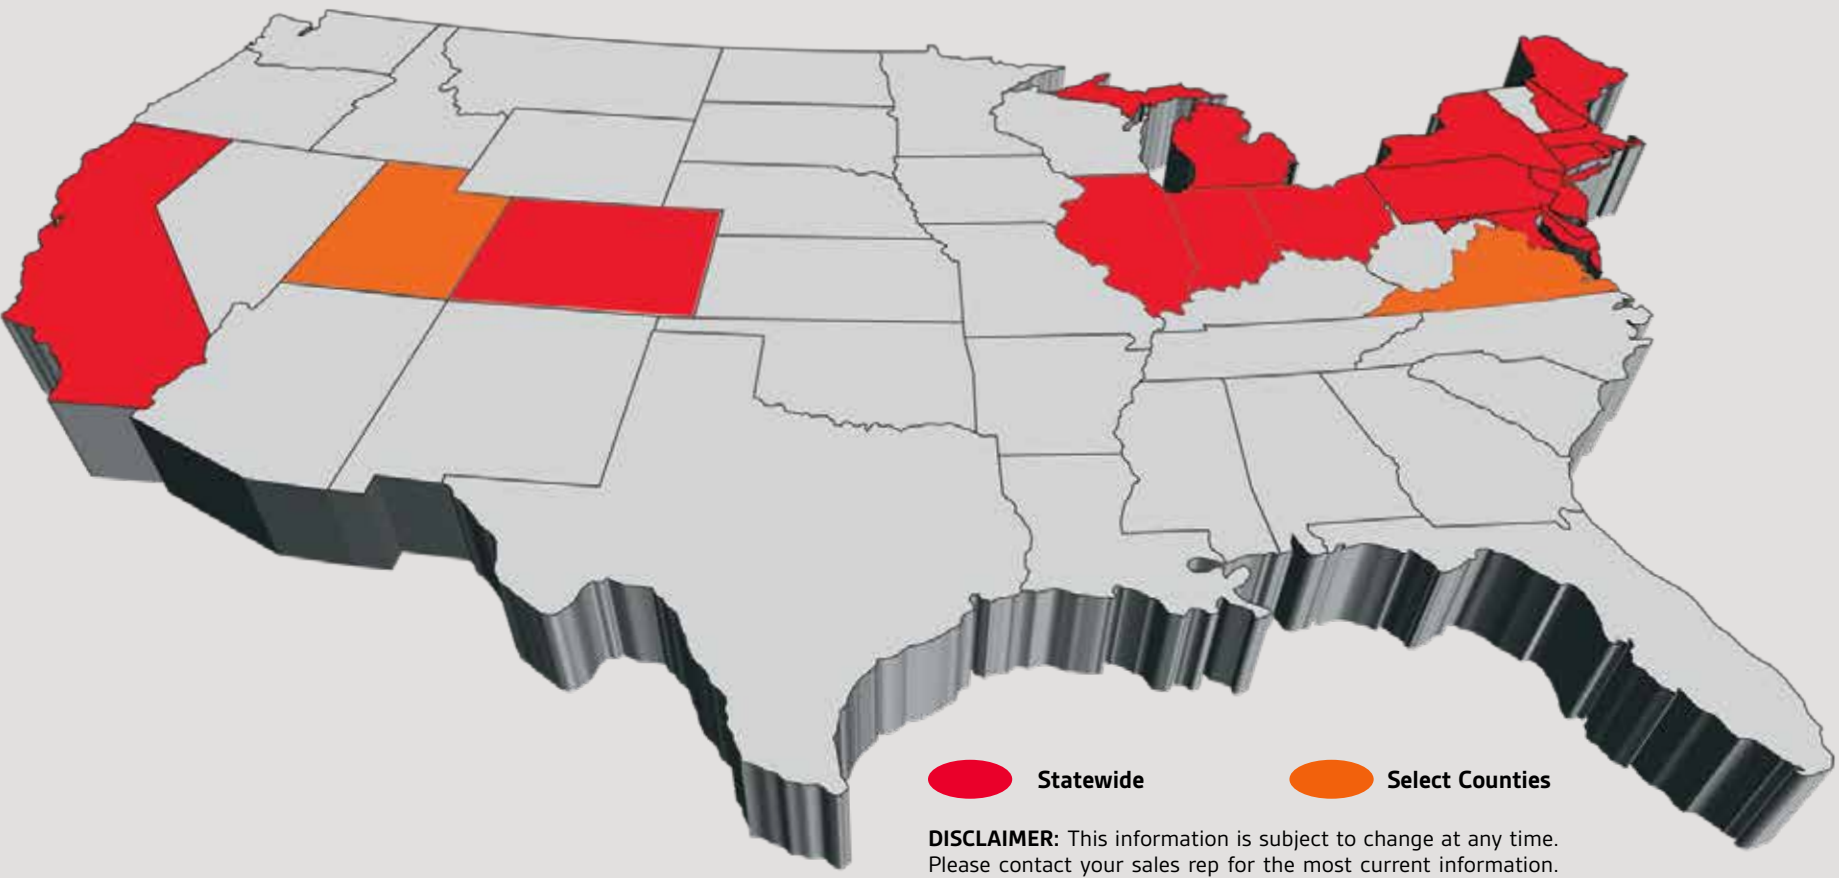 Statewide
Select Counties
DISCLAIMER: This information is subject to change at any time.
Please contact your sales rep for the most current information.